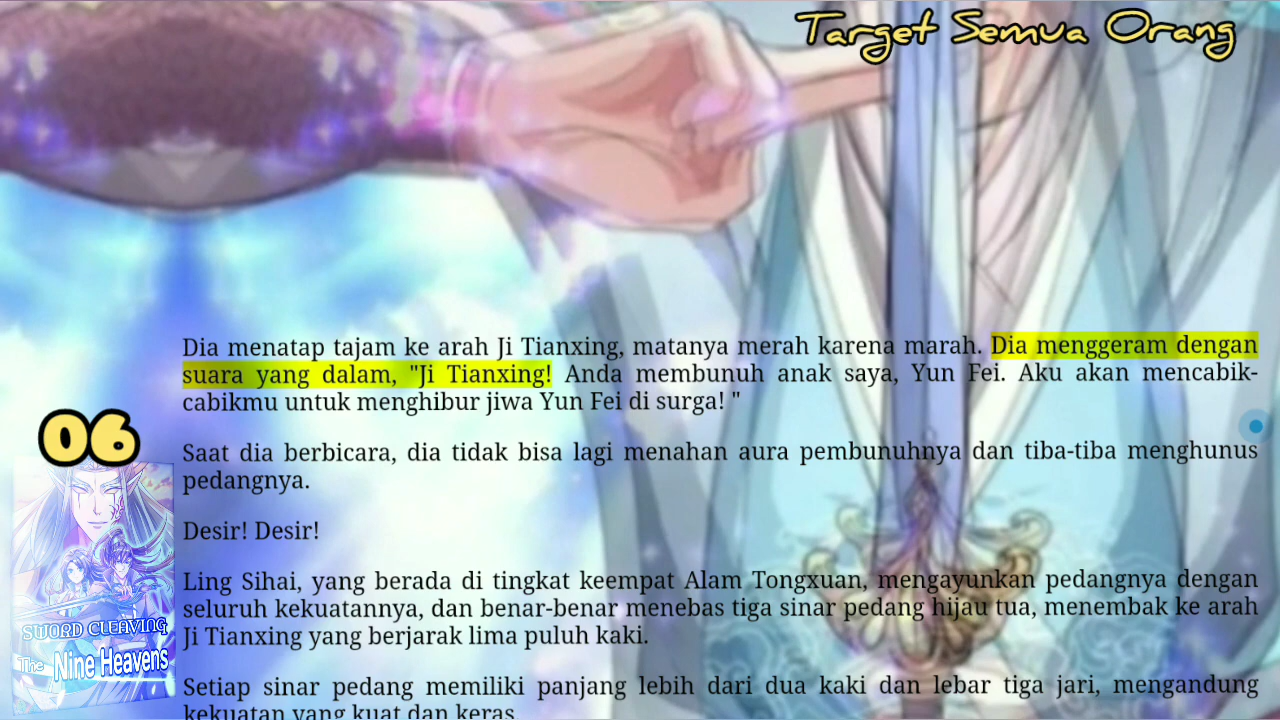 Target Semua Orang
Dia menatap tajam ke arah Ji Tianxing, matanya merah karena marah. Dia menggeram dengan
suara yang dalam, "Ji Tianxing! Anda membunuh anak saya, Yun Fei. Aku akan mencabik-
cabikmu untuk menghibur jiwa Yun Fei di surga! "
Saat dia berbicara, dia tidak bisa lagi menahan aura pembunuhnya dan tiba-tiba menghunus
pedangnya.
Desir! Desir!
Ling Sihai, yang berada di tingkat keempat Alam Tongxuan, mengayunkan pedangnya dengan
seluruh kekuatannya, dan benar-benar menebas tiga sinar pedang hijau tua, menembak ke arah
Ji Tianxing yang berjarak lima puluh kaki.
Setiap sinar pedang memiliki panjang lebih dari dua kaki dan lebar tiga jari, mengandung
kekuatan yang kuat dan keras
06
SWORD CLEAVING
The Nine Heavens